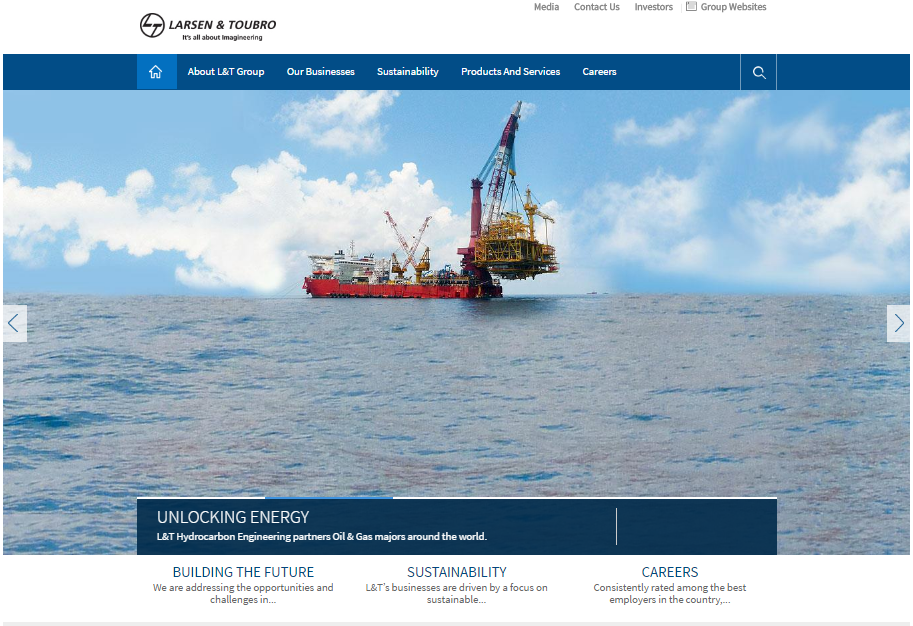 Media Contact Us Investors Group Websites
LARSEN & TOUBRO
It's all about Imagineering
About L&T Group Our Businesses Sustainability Products And Services Careers
UNLOCKING ENERGY
L&T Hydrocarbon Engineering partners Oil & Gas majors around the world.
BUILDING THE FUTURE SUSTAINABILITY CAREERS
We are addressing the opportunities and L&T's businesses are driven by a focus on Consistently rated among the best
challenges in... sustainable... employers in the country,...